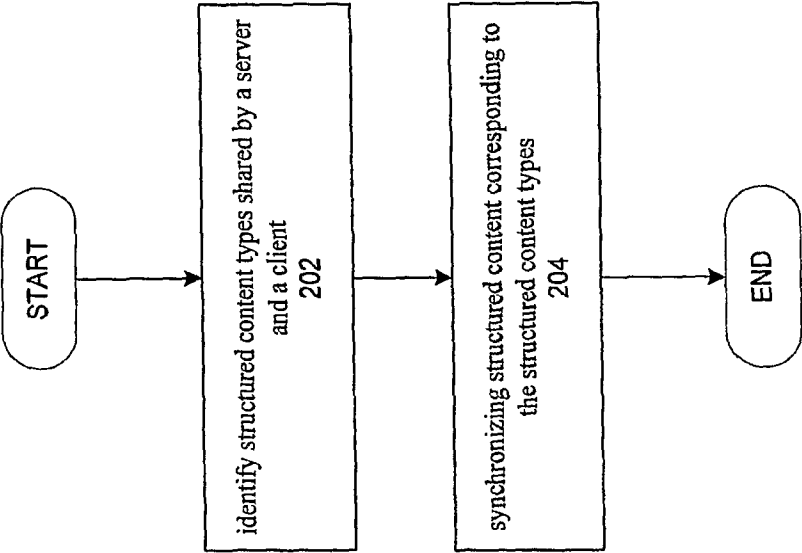 START
identify structured content types shared by a server
and a client
202
synchronizing structured content corresponding to
the structured content types
204
END